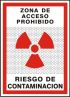 ZONA DE
ACCESO
PROHIBIDO
RIESGO DE
CONTAMINACION